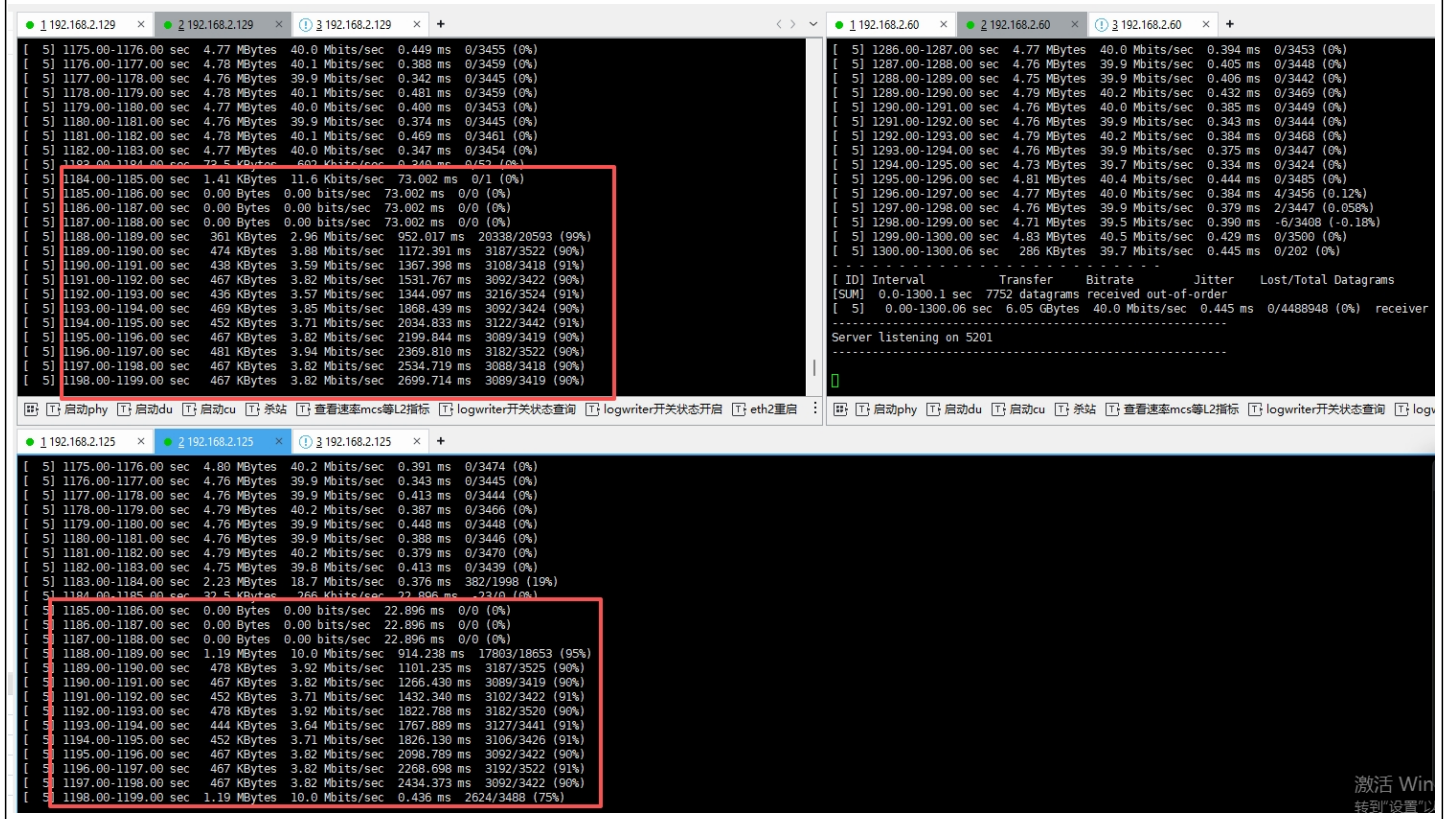 1 192.168.2.129 × 2 192.168.2.129 × 3 192.168.2.129 × +
[  5] 1175.00-1176.00 sec  4.77 MBytes  40.0 Mbits/sec  0.449 ms  0/3455 (0%)
[  5] 1176.00-1177.00 sec  4.78 MBytes  40.1 Mbits/sec  0.388 ms  0/3459 (0%)
[  5] 1177.00-1178.00 sec  4.76 MBytes  39.9 Mbits/sec  0.342 ms  0/3445 (0%)
[  5] 1178.00-1179.00 sec  4.78 MBytes  40.1 Mbits/sec  0.481 ms  0/3459 (0%)
[  5] 1179.00-1180.00 sec  4.77 MBytes  40.0 Mbits/sec  0.400 ms  0/3453 (0%)
[  5] 1180.00-1181.00 sec  4.76 MBytes  39.9 Mbits/sec  0.374 ms  0/3445 (0%)
[  5] 1181.00-1182.00 sec  4.78 MBytes  40.1 Mbits/sec  0.469 ms  0/3461 (0%)
[  5] 1182.00-1183.00 sec  4.77 MBytes  40.0 Mbits/sec  0.347 ms  0/3454 (0%)
[  5] 1183.00-1184.00 sec  73.5 KBytes  602 Kbits/sec  0.340 ms  0/52 (0%)
[  5] 1184.00-1185.00 sec  1.41 KBytes  11.6 Kbits/sec  73.002 ms  0/1 (0%)
[  5] 1185.00-1186.00 sec  0.00 Bytes  0.00 bits/sec  73.002 ms  0/0 (0%)
[  5] 1186.00-1187.00 sec  0.00 Bytes  0.00 bits/sec  73.002 ms  0/0 (0%)
[  5] 1187.00-1188.00 sec  0.00 Bytes  0.00 bits/sec  73.002 ms  0/0 (0%)
[  5] 1188.00-1189.00 sec   361 KBytes  2.96 Mbits/sec  952.017 ms  20338/20593 (99%)
[  5] 1189.00-1190.00 sec   474 KBytes  3.88 Mbits/sec  1172.391 ms  3187/3522 (90%)
[  5] 1190.00-1191.00 sec   438 KBytes  3.59 Mbits/sec  1367.398 ms  3108/3418 (91%)
[  5] 1191.00-1192.00 sec   467 KBytes  3.82 Mbits/sec  1531.767 ms  3092/3422 (90%)
[  5] 1192.00-1193.00 sec   436 KBytes  3.57 Mbits/sec  1344.097 ms  3216/3524 (91%)
[  5] 1193.00-1194.00 sec   469 KBytes  3.85 Mbits/sec  1868.439 ms  3092/3424 (90%)
[  5] 1194.00-1195.00 sec   452 KBytes  3.71 Mbits/sec  2034.833 ms  3122/3442 (91%)
[  5] 1195.00-1196.00 sec   467 KBytes  3.82 Mbits/sec  2199.844 ms  3089/3419 (90%)
[  5] 1196.00-1197.00 sec   481 KBytes  3.94 Mbits/sec  2369.810 ms  3182/3522 (90%)
[  5] 1197.00-1198.00 sec   467 KBytes  3.82 Mbits/sec  2534.719 ms  3088/3418 (90%)
[  5] 1198.00-1199.00 sec   467 KBytes  3.82 Mbits/sec  2699.714 ms  3089/3419 (90%)
启动phy 启动du 启动cu 杀站 查看速率mcs等L2指标 logwriter开关状态查询 logwriter开关状态开启 eth2重启
1 192.168.2.60 × 2 192.168.2.60 × 3 192.168.2.60 × +
[  5] 1286.00-1287.00 sec  4.77 MBytes  40.0 Mbits/sec  0.394 ms  0/3453 (0%)
[  5] 1287.00-1288.00 sec  4.76 MBytes  39.9 Mbits/sec  0.405 ms  0/3448 (0%)
[  5] 1288.00-1289.00 sec  4.75 MBytes  39.9 Mbits/sec  0.406 ms  0/3442 (0%)
[  5] 1289.00-1290.00 sec  4.79 MBytes  40.2 Mbits/sec  0.432 ms  0/3469 (0%)
[  5] 1290.00-1291.00 sec  4.76 MBytes  40.0 Mbits/sec  0.385 ms  0/3449 (0%)
[  5] 1291.00-1292.00 sec  4.76 MBytes  39.9 Mbits/sec  0.343 ms  0/3444 (0%)
[  5] 1292.00-1293.00 sec  4.79 MBytes  40.2 Mbits/sec  0.384 ms  0/3468 (0%)
[  5] 1293.00-1294.00 sec  4.76 MBytes  39.9 Mbits/sec  0.375 ms  0/3447 (0%)
[  5] 1294.00-1295.00 sec  4.73 MBytes  39.7 Mbits/sec  0.334 ms  0/3424 (0%)
[  5] 1295.00-1296.00 sec  4.81 MBytes  40.4 Mbits/sec  0.444 ms  0/3485 (0%)
[  5] 1296.00-1297.00 sec  4.77 MBytes  40.0 Mbits/sec  0.384 ms  4/3456 (0.12%)
[  5] 1297.00-1298.00 sec  4.76 MBytes  39.9 Mbits/sec  0.379 ms  2/3447 (0.058%)
[  5] 1298.00-1299.00 sec  4.71 MBytes  39.5 Mbits/sec  0.390 ms  -6/3408 (-0.18%)
[  5] 1299.00-1300.00 sec  4.83 MBytes  40.5 Mbits/sec  0.429 ms  0/3500 (0%)
[  5] 1300.00-1300.06 sec   286 KBytes  39.7 Mbits/sec  0.445 ms  0/202 (0%)
- - - - - - - - - - - - - - - - - - - - - - - - -
[ ID] Interval           Transfer     Bitrate         Jitter    Lost/Total Datagrams
[SUM]  0.0-1300.1 sec  7752 datagrams received out-of-order
[  5]   0.00-1300.06 sec  6.05 GBytes  40.0 Mbits/sec  0.445 ms  0/4488948 (0%)  receiver
-----------------------------------------------------------
Server listening on 5201
-----------------------------------------------------------
启动phy 启动du 启动cu 杀站 查看速率mcs等L2指标 logwriter开关状态查询 logw
1 192.168.2.125 × 2 192.168.2.125 × 3 192.168.2.125 × +
[  5] 1175.00-1176.00 sec  4.80 MBytes  40.2 Mbits/sec  0.391 ms  0/3474 (0%)
[  5] 1176.00-1177.00 sec  4.76 MBytes  39.9 Mbits/sec  0.343 ms  0/3445 (0%)
[  5] 1177.00-1178.00 sec  4.76 MBytes  39.9 Mbits/sec  0.413 ms  0/3444 (0%)
[  5] 1178.00-1179.00 sec  4.79 MBytes  40.2 Mbits/sec  0.387 ms  0/3466 (0%)
[  5] 1179.00-1180.00 sec  4.76 MBytes  39.9 Mbits/sec  0.448 ms  0/3448 (0%)
[  5] 1180.00-1181.00 sec  4.76 MBytes  39.9 Mbits/sec  0.388 ms  0/3446 (0%)
[  5] 1181.00-1182.00 sec  4.79 MBytes  40.2 Mbits/sec  0.379 ms  0/3470 (0%)
[  5] 1182.00-1183.00 sec  4.75 MBytes  39.8 Mbits/sec  0.413 ms  0/3439 (0%)
[  5] 1183.00-1184.00 sec  2.23 MBytes  18.7 Mbits/sec  0.376 ms  382/1998 (19%)
[  5] 1184.00-1185.00 sec  32.5 KBytes  266 Kbits/sec  22.896 ms  -23/0 (0%)
[  5] 1185.00-1186.00 sec  0.00 Bytes  0.00 bits/sec  22.896 ms  0/0 (0%)
[  5] 1186.00-1187.00 sec  0.00 Bytes  0.00 bits/sec  22.896 ms  0/0 (0%)
[  5] 1187.00-1188.00 sec  0.00 Bytes  0.00 bits/sec  22.896 ms  0/0 (0%)
[  5] 1188.00-1189.00 sec  1.19 MBytes  10.0 Mbits/sec  914.238 ms  17803/18653 (95%)
[  5] 1189.00-1190.00 sec   478 KBytes  3.92 Mbits/sec  1101.235 ms  3187/3525 (90%)
[  5] 1190.00-1191.00 sec   467 KBytes  3.82 Mbits/sec  1266.430 ms  3089/3419 (90%)
[  5] 1191.00-1192.00 sec   452 KBytes  3.71 Mbits/sec  1432.340 ms  3102/3422 (91%)
[  5] 1192.00-1193.00 sec   478 KBytes  3.92 Mbits/sec  1822.788 ms  3182/3520 (90%)
[  5] 1193.00-1194.00 sec   444 KBytes  3.64 Mbits/sec  1767.889 ms  3127/3441 (91%)
[  5] 1194.00-1195.00 sec   452 KBytes  3.71 Mbits/sec  1826.130 ms  3106/3426 (91%)
[  5] 1195.00-1196.00 sec   467 KBytes  3.82 Mbits/sec  2098.789 ms  3092/3422 (90%)
[  5] 1196.00-1197.00 sec   467 KBytes  3.82 Mbits/sec  2268.698 ms  3192/3522 (91%)
[  5] 1197.00-1198.00 sec   467 KBytes  3.82 Mbits/sec  2434.373 ms  3092/3422 (90%)
[  5] 1198.00-1199.00 sec  1.19 MBytes  10.0 Mbits/sec  0.436 ms  2624/3488 (75%)
激活 Win
转到"设置"以